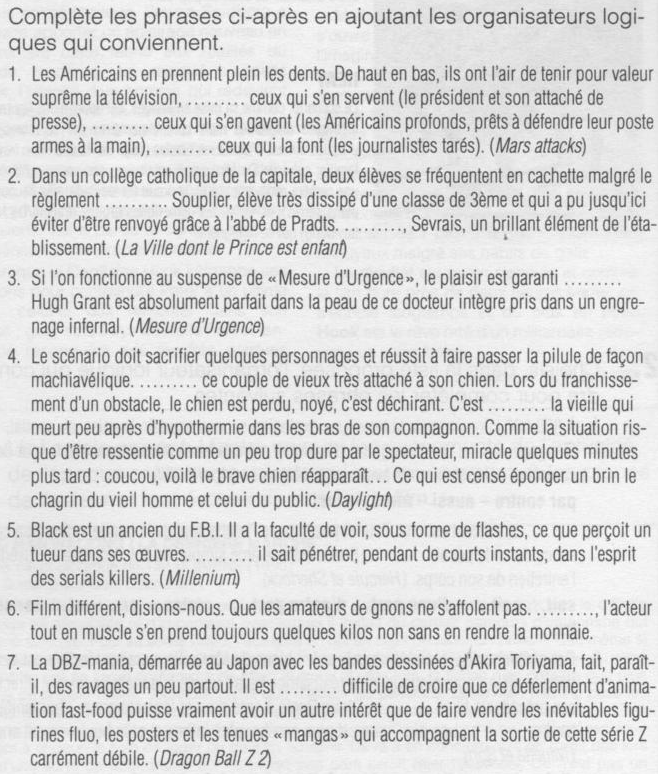 Complète les phrases ci-après en ajoutant les organisateurs logi-
ques qui conviennent.
1. Les Américains en prennent plein les dents. De haut en bas, ils ont l'air de tenir pour valeur
suprême la télévision, ......... ceux qui s'en servent (le président et son attaché de
presse), ......... ceux qui s'en gavent (les Américains profonds, prêts à défendre leur poste
armes à la main), ......... ceux qui la font (les journalistes tarés). (Mars attacks)
2. Dans un collège catholique de la capitale, deux élèves se fréquentent en cachette malgré le
règlement .......... Souplier, élève très dissipé d'une classe de 3ème et qui a pu jusqu'ici
éviter d'être renvoyé grâce à l'abbé de Pradts. ........., Sevrais, un brillant élément de l'éta-
blissement. (La Ville dont le Prince est enfant)
3. Si l'on fonctionne au suspense de «Mesure d'Urgence», le plaisir est garanti .........
Hugh Grant est absolument parfait dans la peau de ce docteur intègre pris dans un engre-
nage infernal. (Mesure d'Urgence)
4. Le scénario doit sacrifier quelques personnages et réussit à faire passer la pilule de façon
machiavélique. ......... ce couple de vieux très attaché à son chien. Lors du franchisse-
ment d'un obstacle, le chien est perdu, noyé, c'est déchirant. C'est ......... la vieille qui
meurt peu après d'hypothermie dans les bras de son compagnon. Comme la situation ris-
que d'être ressentie comme un peu trop dure par le spectateur, miracle quelques minutes
plus tard : coucou, voilà le brave chien réapparaît... Ce qui est censé éponger un brin le
chagrin du vieil homme et celui du public. (Daylight)
5. Black est un ancien du F.B.I. Il a la faculté de voir, sous forme de flashes, ce que perçoit un
tueur dans ses œuvres. ......... il sait pénétrer, pendant de courts instants, dans l'esprit
des serials killers. (Millenium)
6. Film différent, disions-nous. Que les amateurs de gnons ne s'affolent pas. ........., l'acteur
tout en muscle s'en prend toujours quelques kilos non sans en rendre la monnaie.
7. La DBZ-mania, démarrée au Japon avec les bandes dessinées d'Akira Toriyama, fait, paraît-
il, des ravages un peu partout. Il est ......... difficile de croire que ce déferlement d'anima-
tion fast-food puisse vraiment avoir un autre intérêt que de faire vendre les inévitables figu-
rines fluo, les posters et les tenues «mangas» qui accompagnent la sortie de cette série Z
carrément débile. (Dragon Ball Z 2)